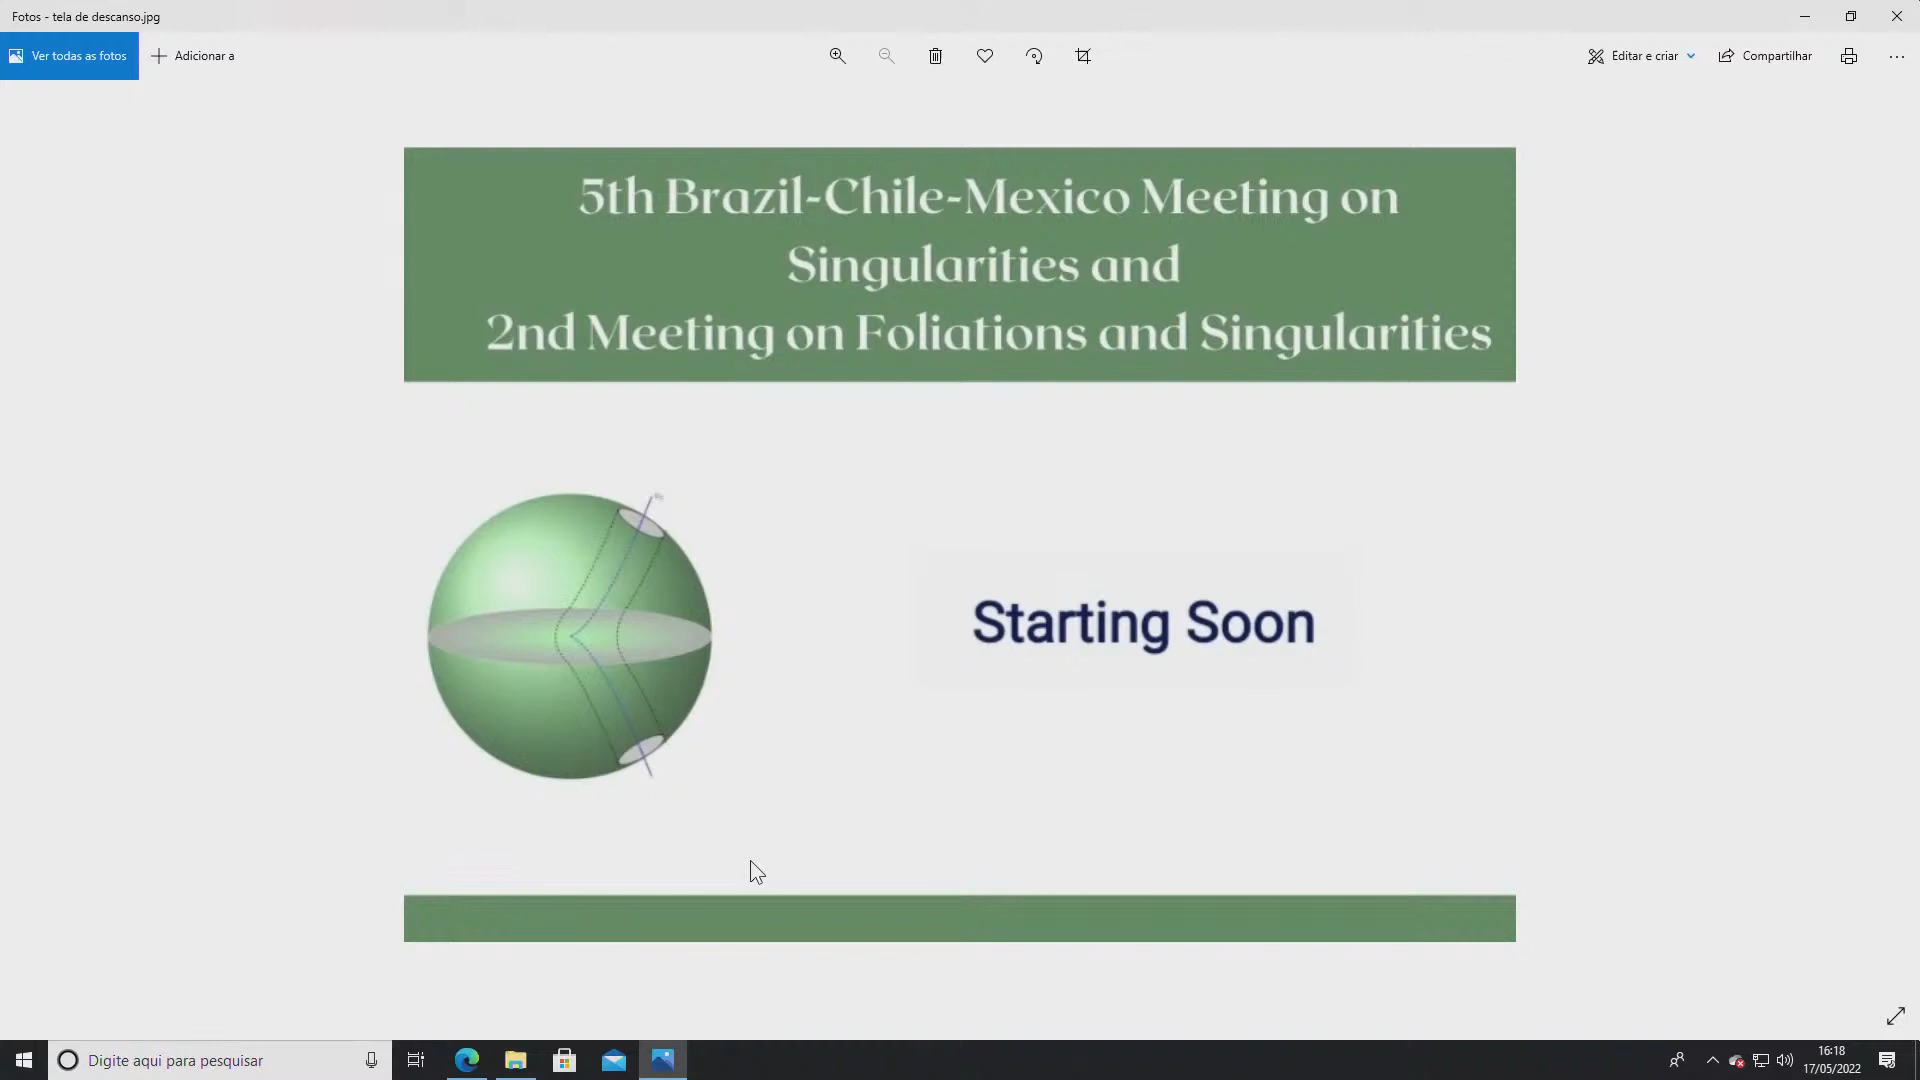 Fotos - tela de descanso.jpg
Ver todas as fotos
Adicionar a
Editar e criar
Compartilhar
5th Brazil-Chile-Mexico Meeting on
Singularities and
2nd Meeting on Foliations and Singularities
Starting Soon
Digite aqui para pesquisar
16:18
17/05/2022